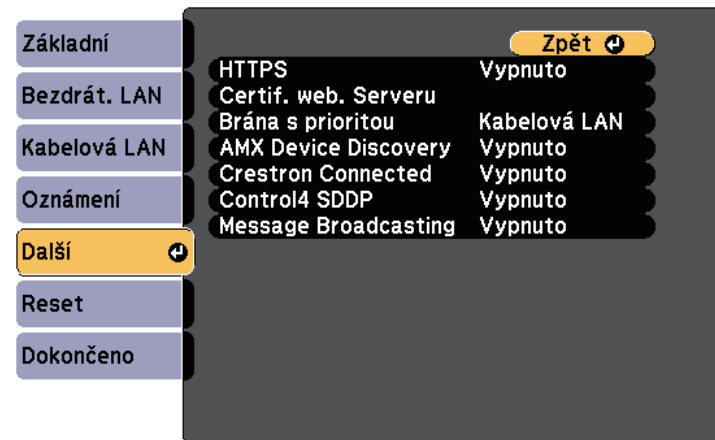 Základní
Bezdrát. LAN
Kabelová LAN
Oznámení
Další
Reset
Dokončeno
Zpět
HTTPS Vypnuto
Certif. web. Serveru
Brána s prioritou Kabelová LAN
AMX Device Discovery Vypnuto
Crestron Connected Vypnuto
Control4 SDDP Vypnuto
Message Broadcasting Vypnuto